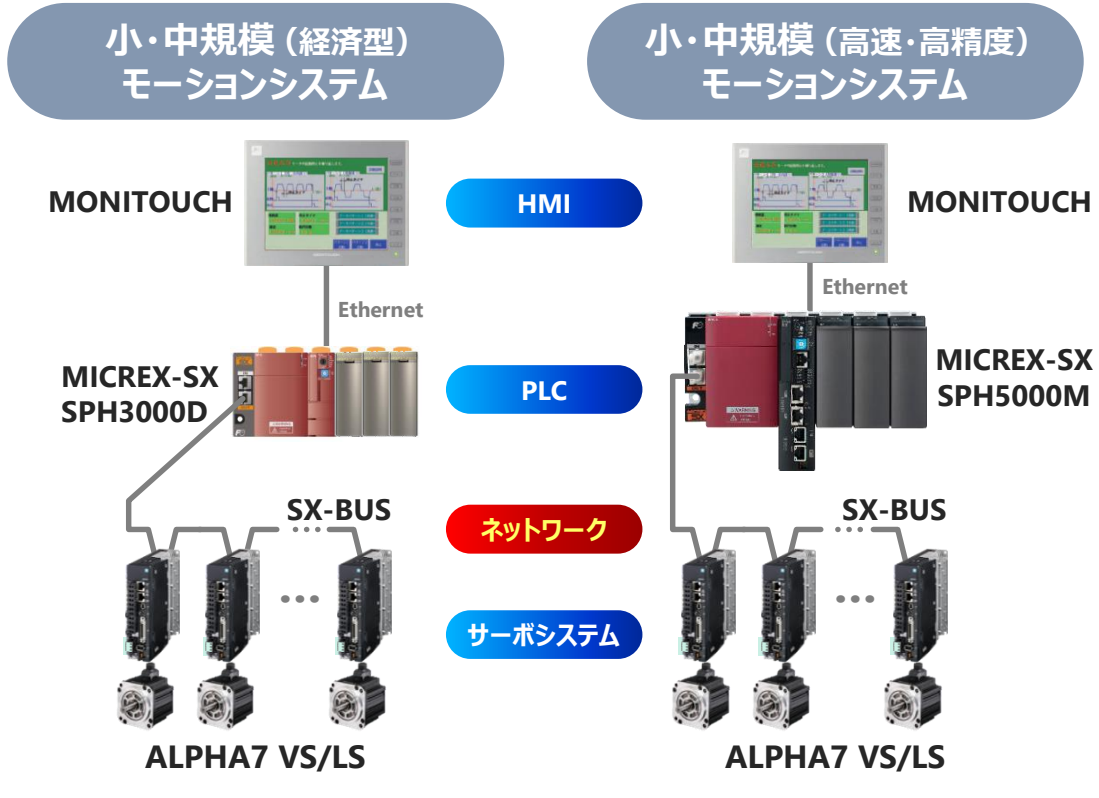 小・中規模（経済型）
モーションシステム
小・中規模（高速・高精度）
モーションシステム
MONITOUCH
HMI
MONITOUCH
Ethernet
Ethernet
MICREX-SX
SPH3000D
PLC
MICREX-SX
SPH5000M
SX-BUS
ネットワーク
SX-BUS
サーボシステム
ALPHA7 VS/LS
ALPHA7 VS/LS